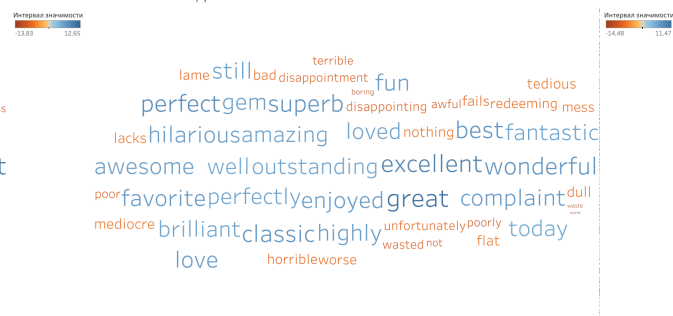 Интервал значимости
-13,83 12,65
Интервал значимости
-14,48 11,47
terrible
lame still bad disappointment fun
boring
tedious
perfect gem superb disappointing awful fails redeeming mess
lacks hilarious amazing loved nothing best fantastic
awesome well outstanding excellent wonderful
poor favorite perfectly enjoyed great complaint dull
waste
mediocre brilliant classic highly unfortunately poorly today
wasted not flat
love horrible worse